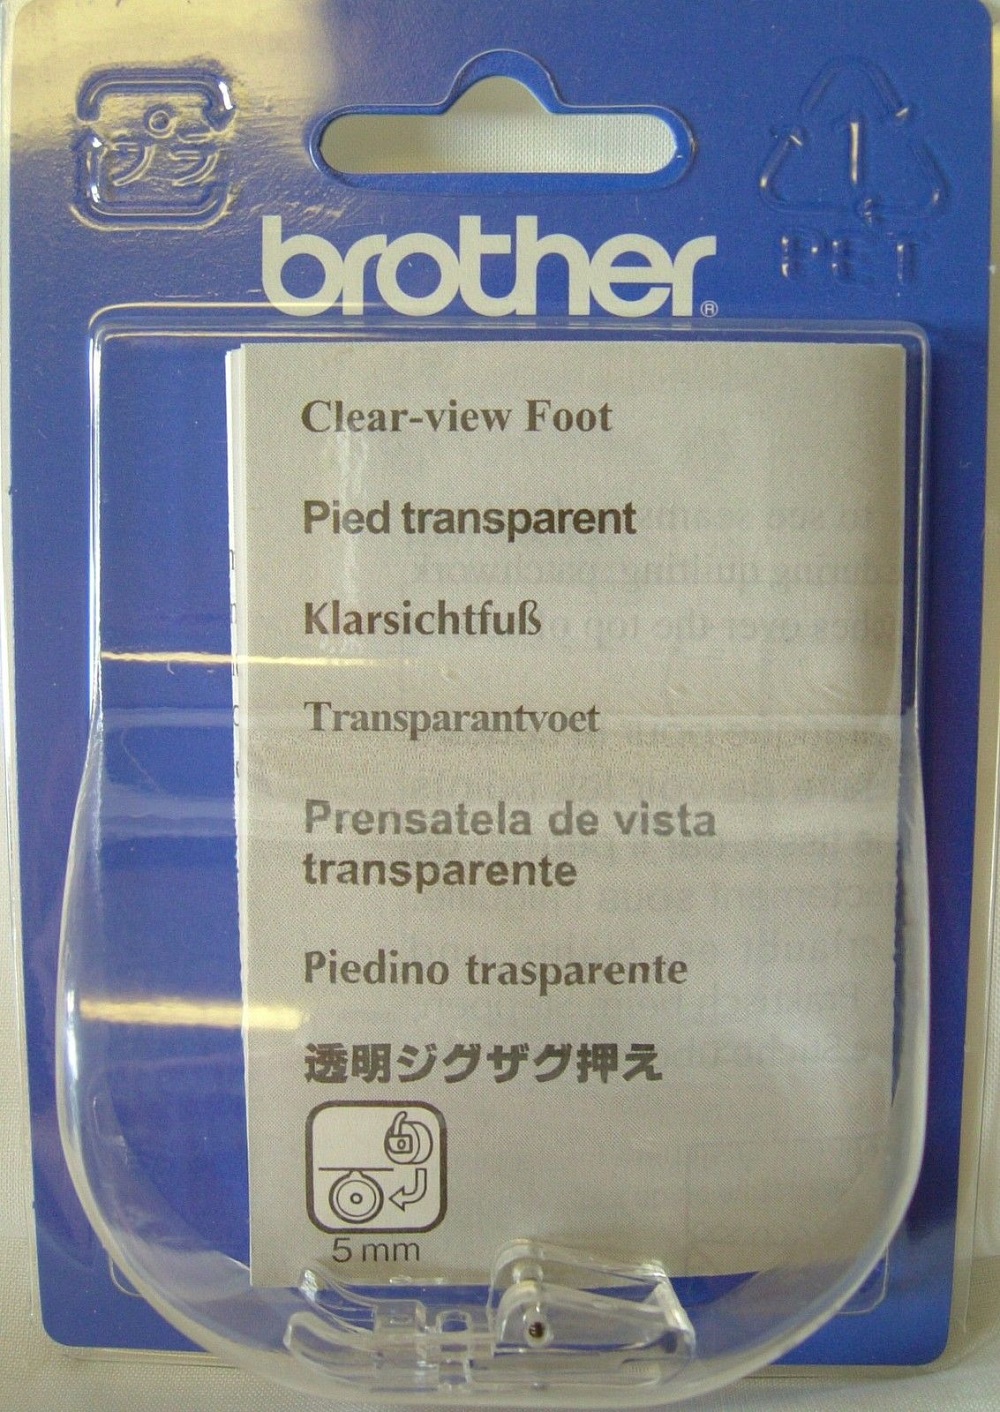 プラ
1
PET
brother®
Clear-view Foot
Pied transparent
Klarsichtfuß
Transparantvoet
Prensatela de vista
transparente
Piedino trasparente
透明ジグザグ押え
5 mm